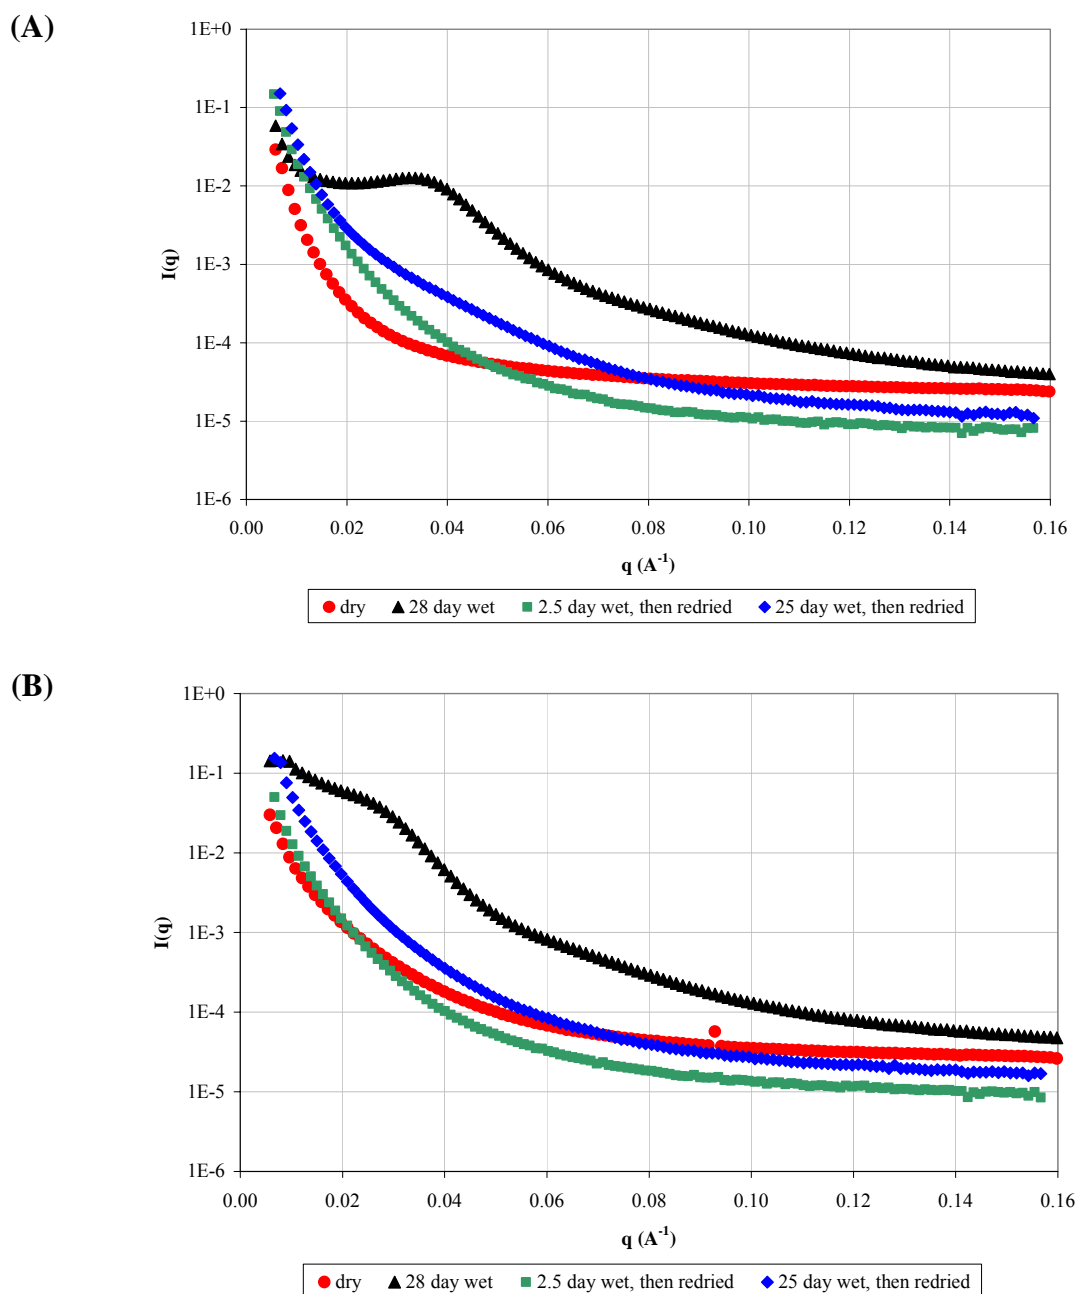 (A)
1E+0
1E-1
1E-2
1E-3
1E-4
1E-5
1E-6
I(q)
0.00 0.02 0.04 0.06 0.08 0.10 0.12 0.14 0.16
q (A⁻¹)
dry 28 day wet 2.5 day wet, then redried 25 day wet, then redried
(B)
1E+0
1E-1
1E-2
1E-3
1E-4
1E-5
1E-6
I(q)
0.00 0.02 0.04 0.06 0.08 0.10 0.12 0.14 0.16
q (A⁻¹)
dry 28 day wet 2.5 day wet, then redried 25 day wet, then redried